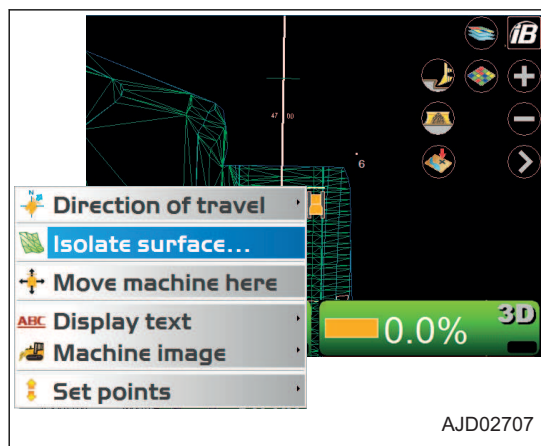 iB
47 00
6
Direction of travel
Isolate surface...
Move machine here
ABC Display text
Machine image
Set points
0.0%
3D
AJD02707